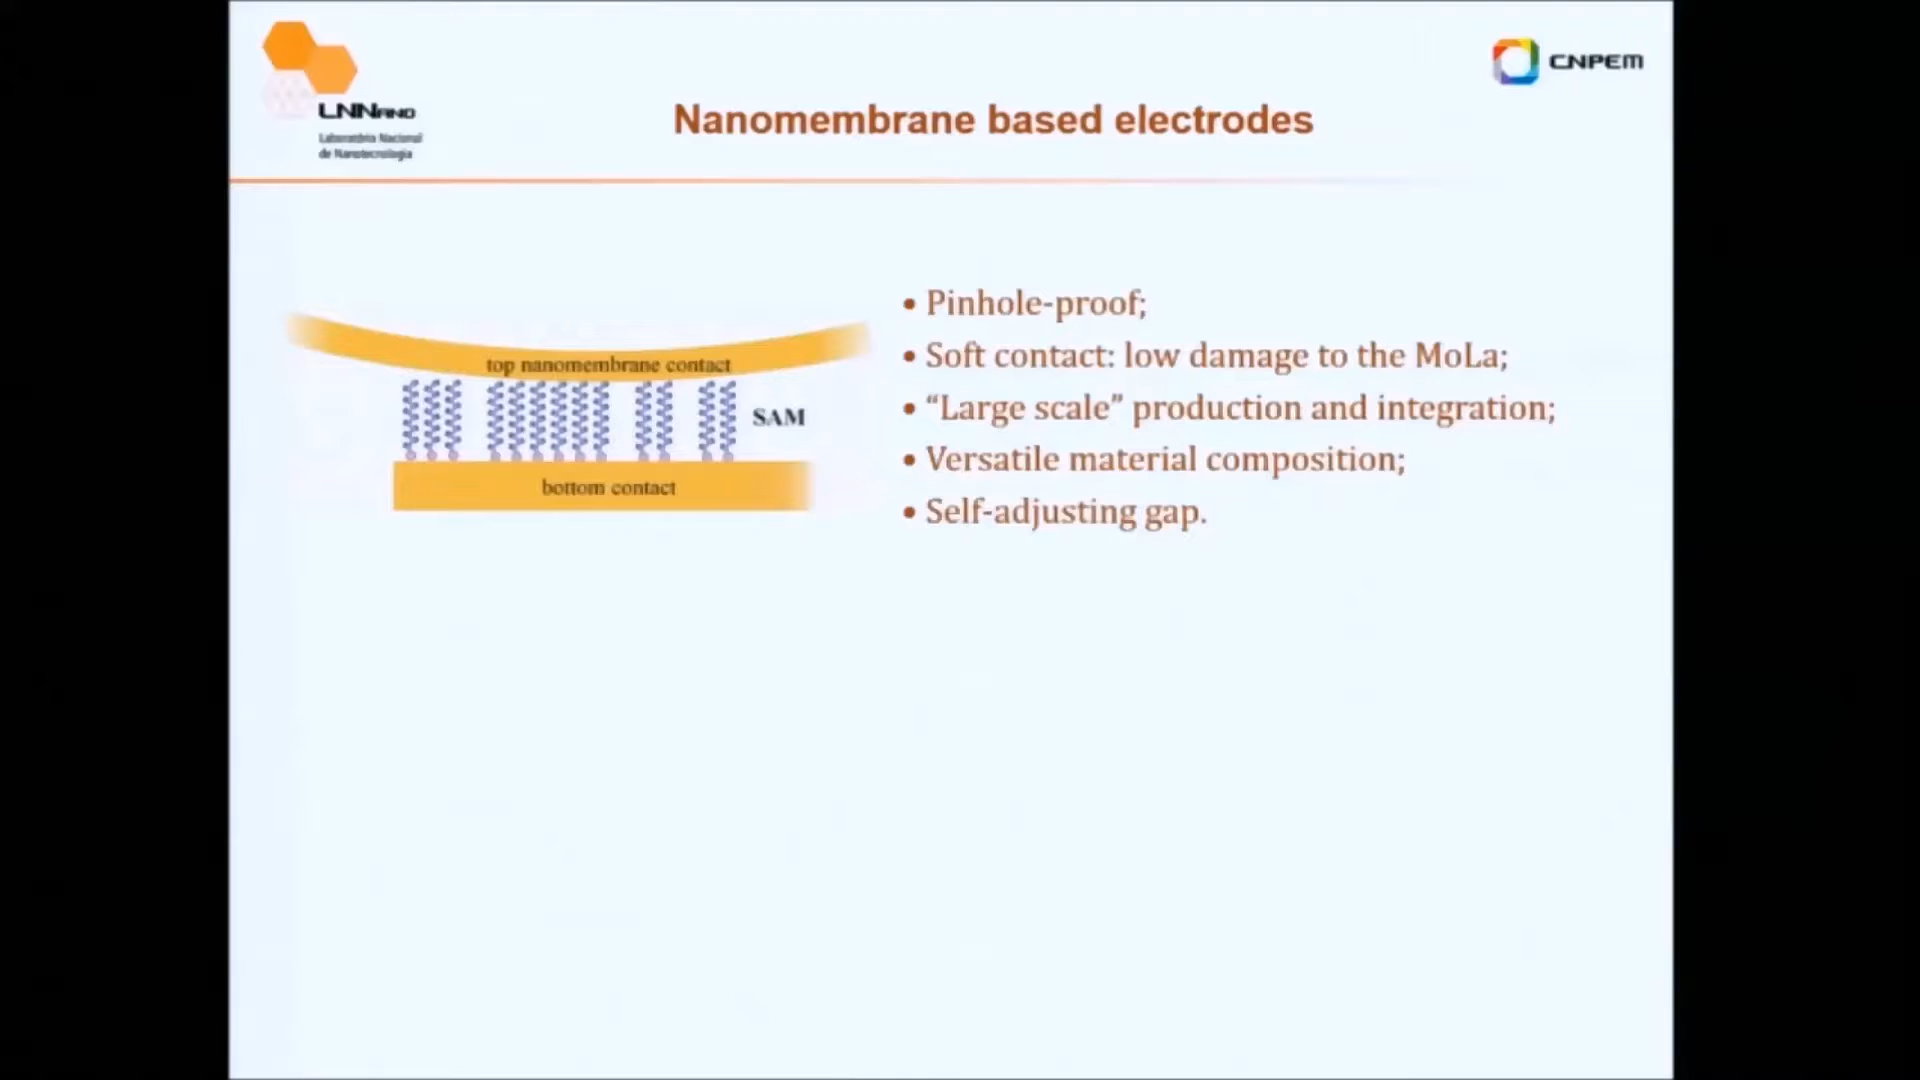 LNNano
Laboratório Nacional
de Nanotecnologia
CNPEM
Nanomembrane based electrodes
top nanomembrane contact
SAM
bottom contact
• Pinhole-proof;
• Soft contact: low damage to the MoLa;
• “Large scale” production and integration;
• Versatile material composition;
• Self-adjusting gap.